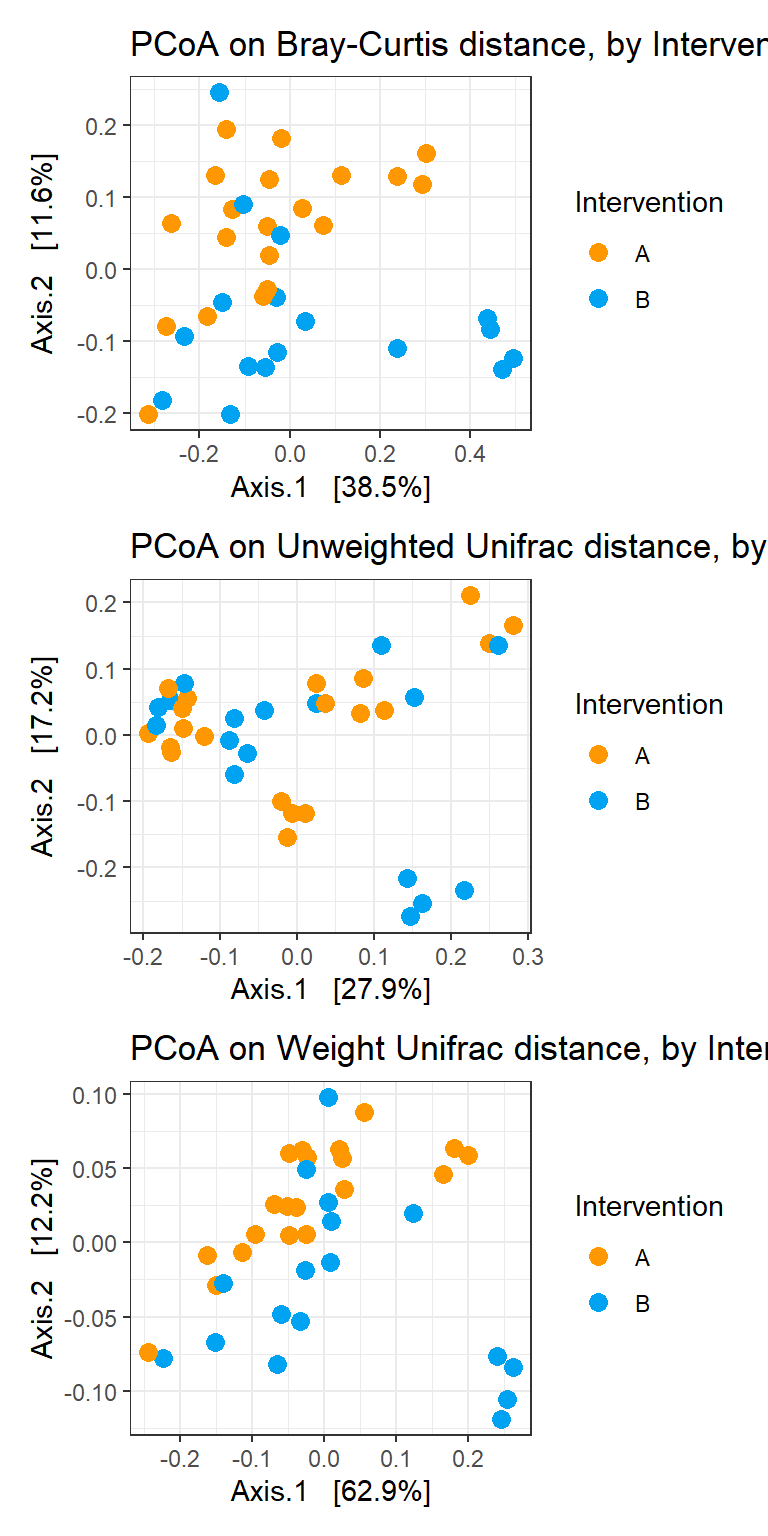 PCoA on Bray-Curtis distance, by Interven
0.2
0.1
0.0
-0.1
-0.2
Axis.2 [11.6%]
-0.2 0.0 0.2 0.4
Axis.1 [38.5%]
Intervention
A
B
PCoA on Unweighted Unifrac distance, by
0.2
0.1
0.0
-0.1
-0.2
Axis.2 [17.2%]
-0.2 -0.1 0.0 0.1 0.2 0.3
Axis.1 [27.9%]
Intervention
A
B
PCoA on Weight Unifrac distance, by Inter
0.10
0.05
0.00
-0.05
-0.10
Axis.2 [12.2%]
-0.2 -0.1 0.0 0.1 0.2
Axis.1 [62.9%]
Intervention
A
B